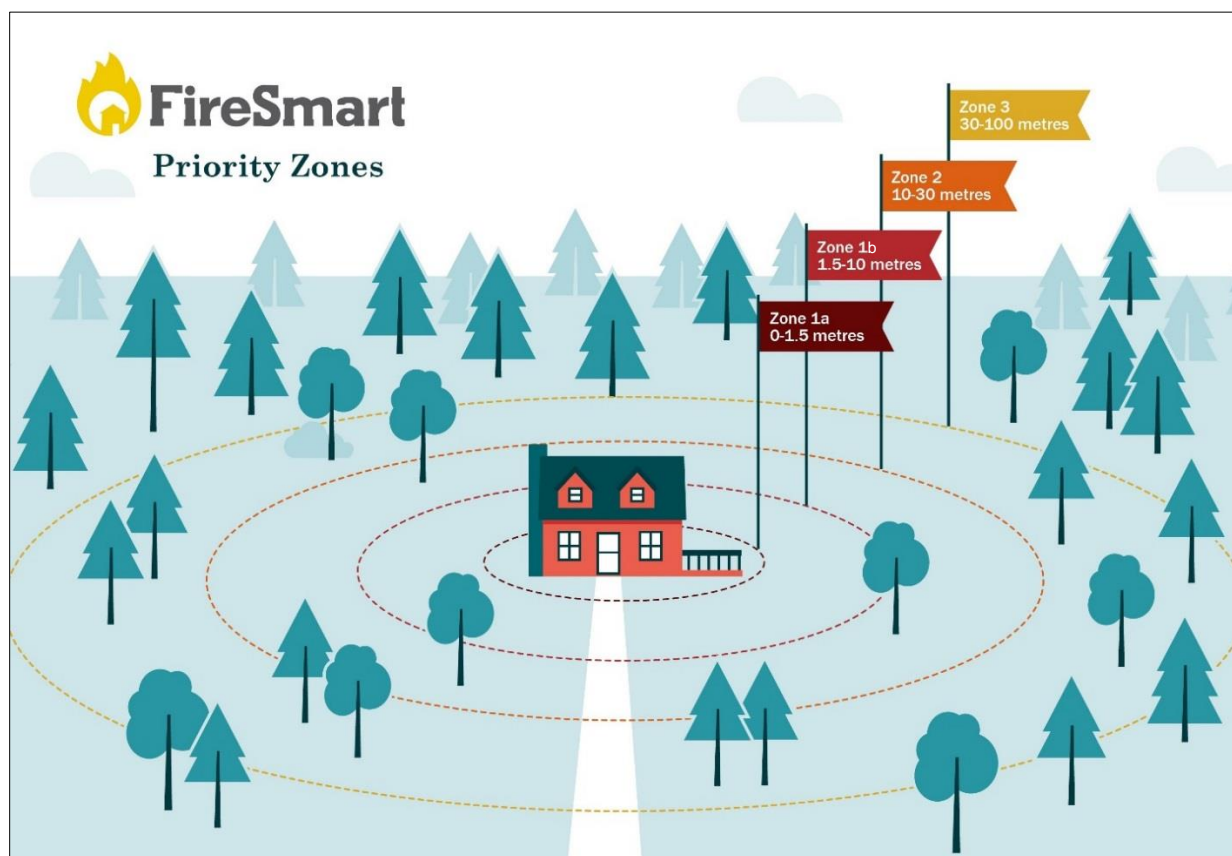 FireSmart
Priority Zones
Zone 3
30-100 metres
Zone 2
10-30 metres
Zone 1b
1.5-10 metres
Zone 1a
0-1.5 metres